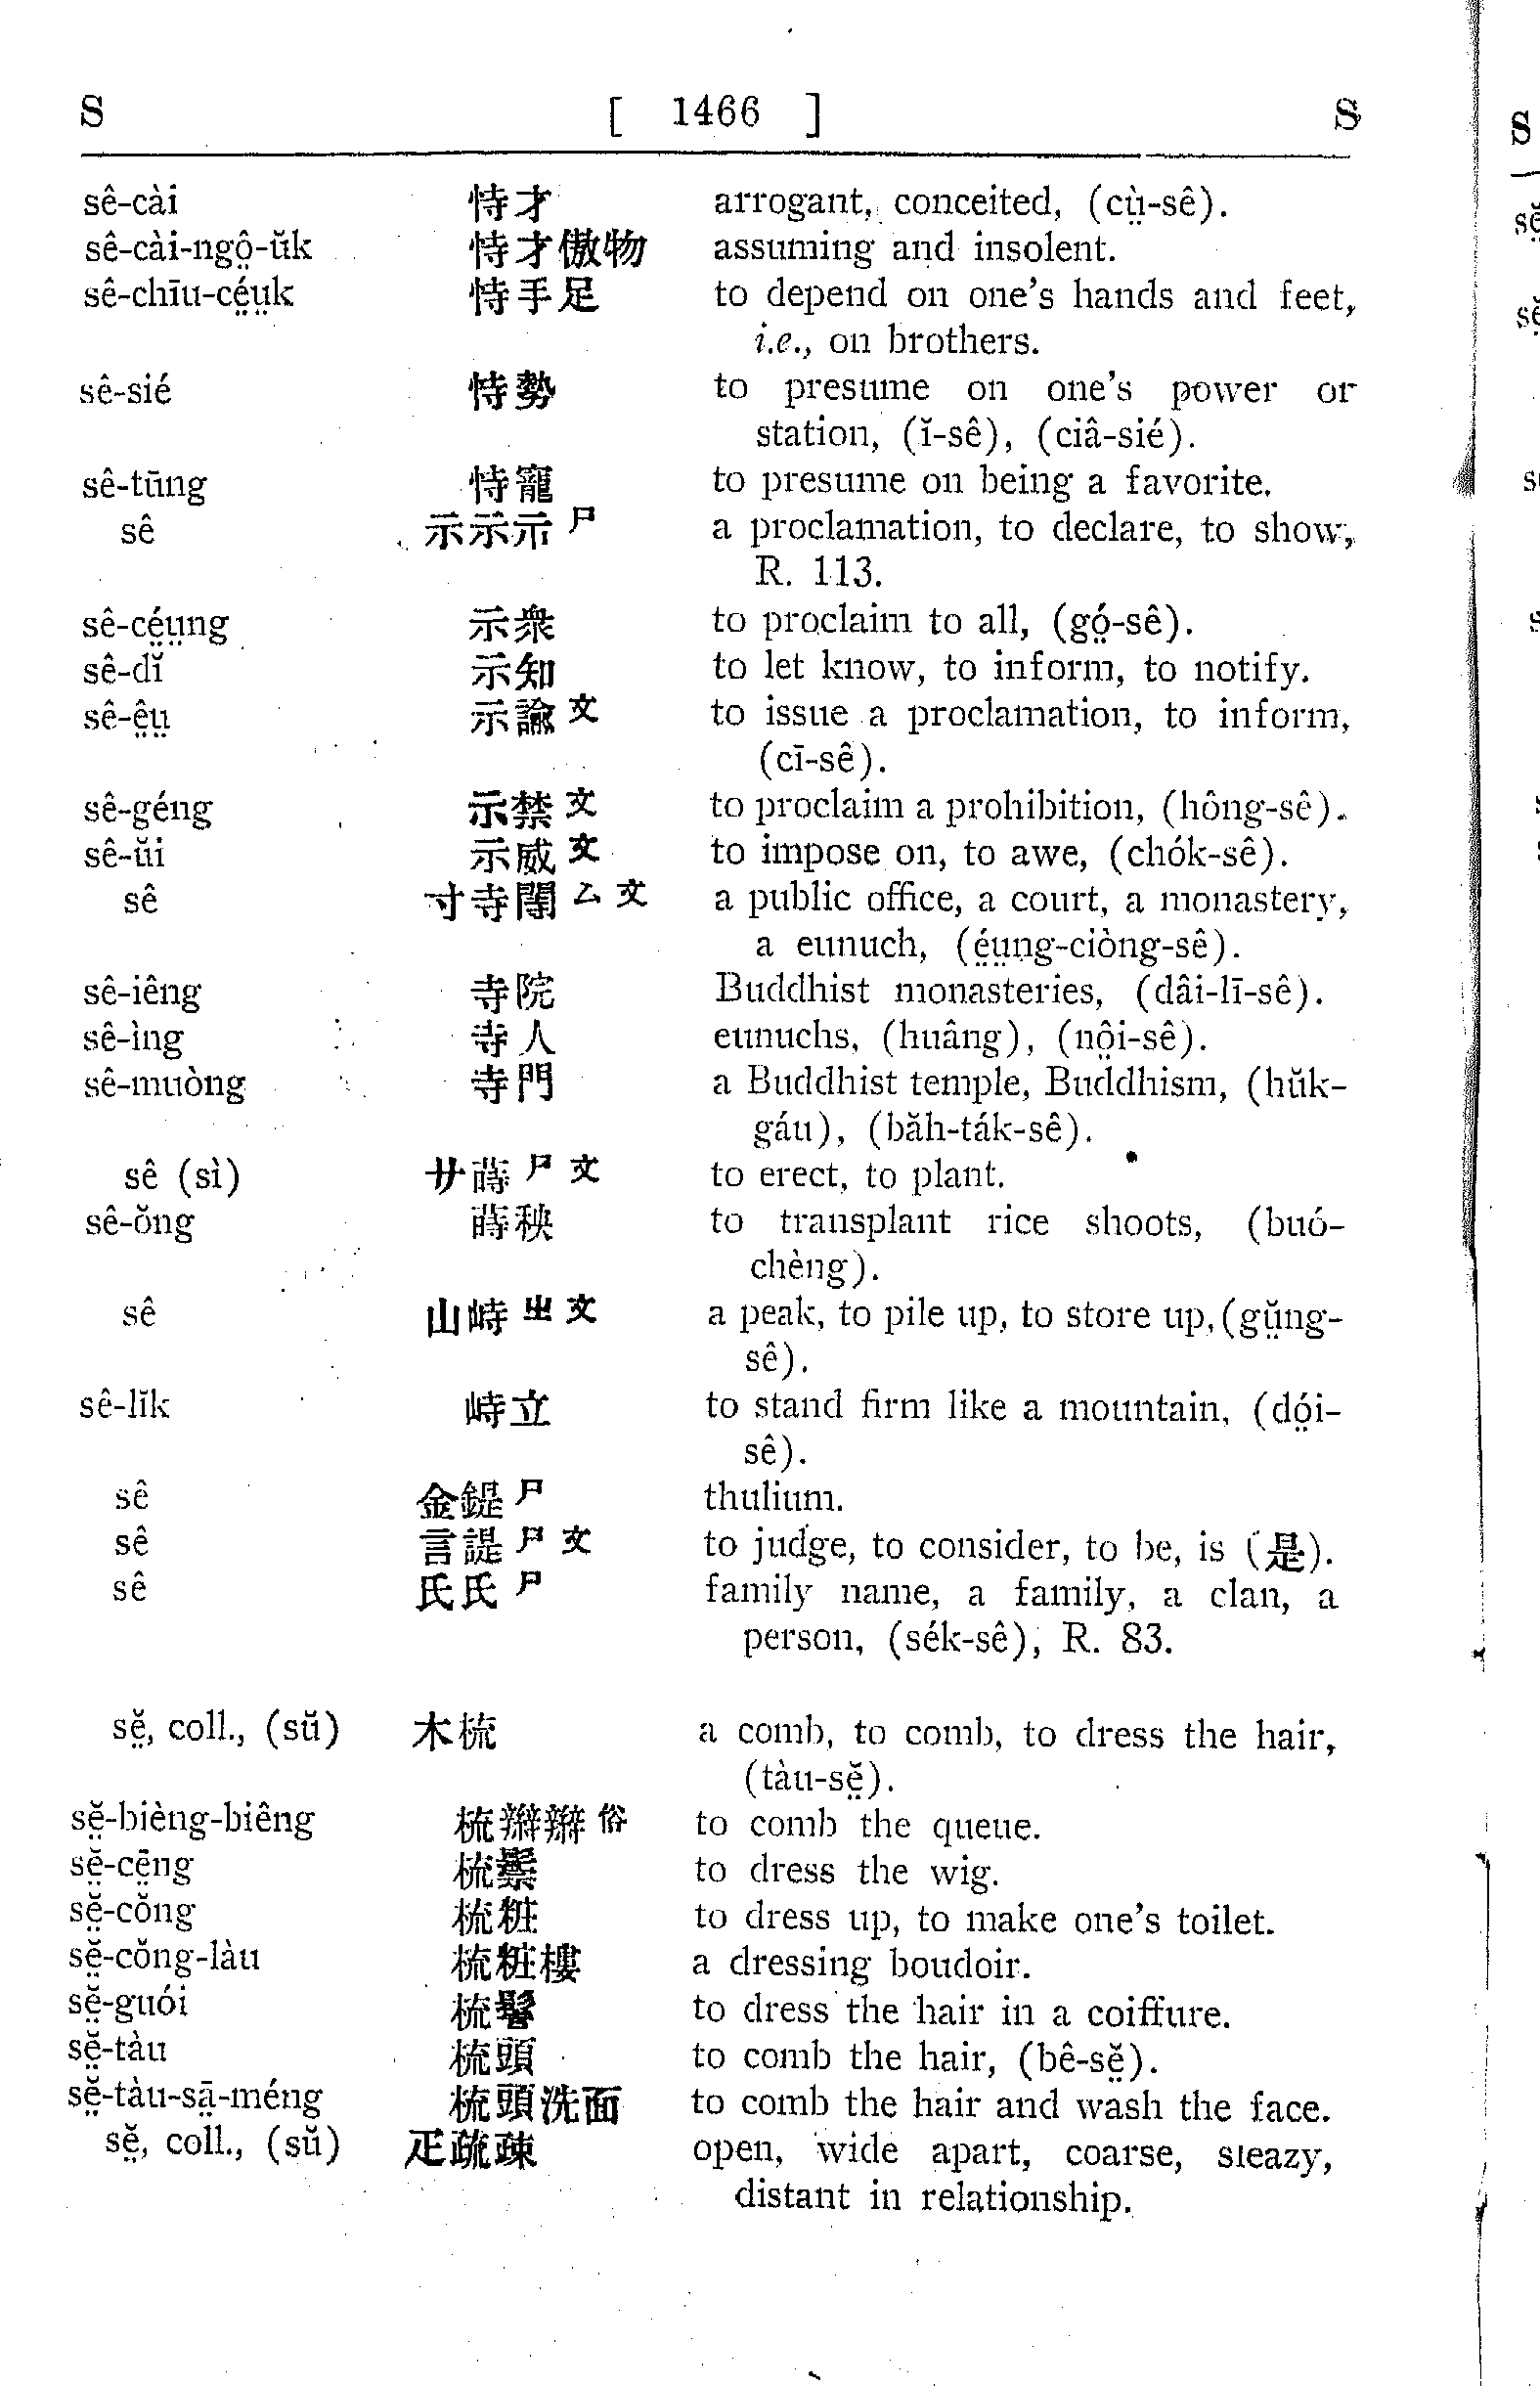 S [ 1466 ] S
sê-cài 恃才 arrogant, conceited, (cṳ̀-sê).
sê-cài-ngô̤-ŭk 恃才傲物 assuming and insolent.
sê-chīu-cé̤ṳk 恃手足 to depend on one's hands and feet,
i.e., on brothers.
sê-sié 恃勢 to presume on one's power or
station, (ĭ-sê), (ciâ-sié).
sê-tūng 恃寵 to presume on being a favorite.
sê 示示示 尸 a proclamation, to declare, to show,
R. 113.
sê-cé̤ṳng 示衆 to proclaim to all, (gó̤-sê).
sê-dĭ 示知 to let know, to inform, to notify.
sê-ê̤ṳ 示諭 文 to issue a proclamation, to inform,
(cī-sê).
sê-géng 示禁 文 to proclaim a prohibition, (hông-sê).
sê-ŭi 示威 文 to impose on, to awe, (chók-sê).
sê 寸寺閽 ㄙ 文 a public office, a court, a monastery,
a eunuch, (é̤ṳng-ciòng-sê).
sê-iêng 寺院 Buddhist monasteries, (dâi-lī-sê).
sê-ìng 寺人 eunuchs, (huâng), (nô̤i-sê).
sê-muòng 寺門 a Buddhist temple, Buddhism, (hŭk-
gáu), (băh-ták-sê).
sê (sì) 艹蒔 尸 文 to erect, to plant.
sê-ŏng 蒔秧 to transplant rice shoots, (buó-
chèng).
sê 山峙 出 文 a peak, to pile up, to store up, (gṳ̆ng-
sê).
sê-lĭk 峙立 to stand firm like a mountain, (dó̤i-
sê).
sê 金鍉 尸 thulium.
sê 言諟 尸 文 to judge, to consider, to be, is (是).
sê 氏氏 尸 family name, a family, a clan, a
person, (sék-sê), R. 83.
sĕ̤, coll., (sŭ) 木梳 a comb, to comb, to dress the hair,
(tàu-sĕ̤).
sĕ̤-bièng-biêng 梳辮辮 俗 to comb the queue.
sĕ̤-cē̤ng 梳鬃 to dress the wig.
sĕ̤-cŏng 梳粧 to dress up, to make one's toilet.
sĕ̤-cŏng-làu 梳粧樓 a dressing boudoir.
sĕ̤-guói 梳髻 to dress the hair in a coiffure.
sĕ̤-tàu 梳頭 to comb the hair, (bê-sĕ̤).
sĕ̤-tàu-sā̤-méng 梳頭洗面 to comb the hair and wash the face.
sĕ̤, coll., (sŭ) 疋疏疎 open, wide apart, coarse, sleazy,
distant in relationship.